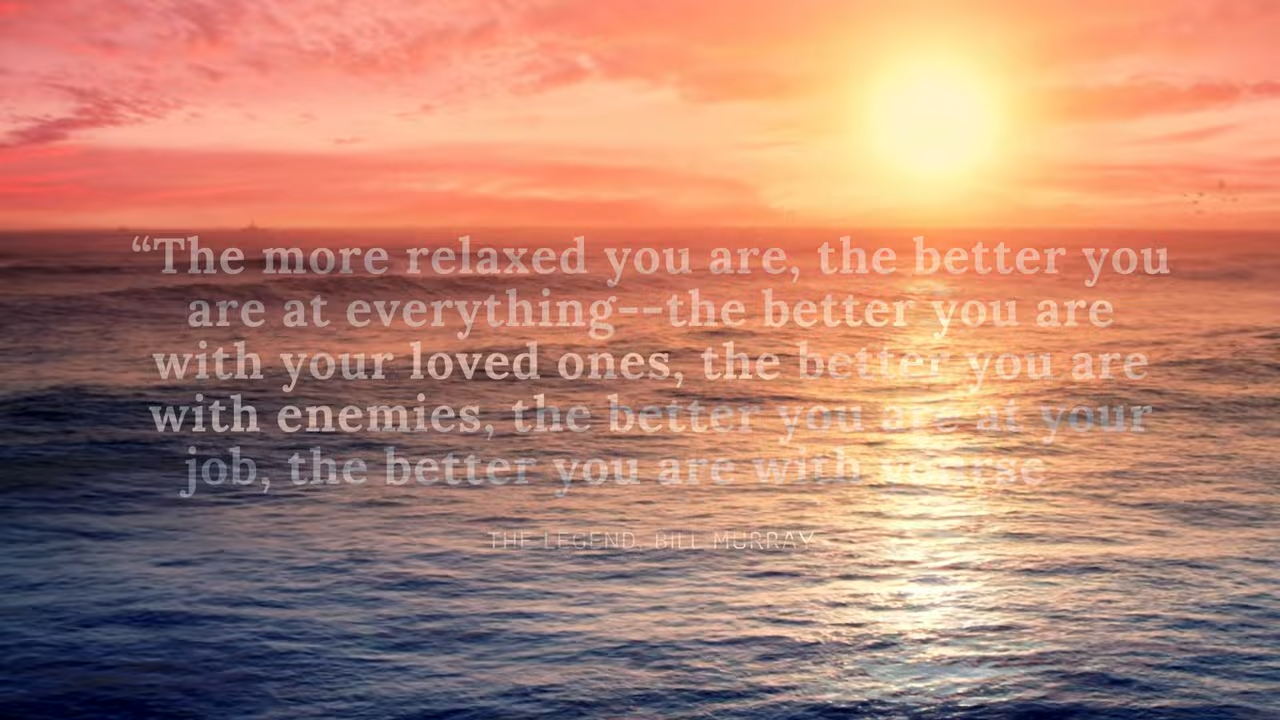 “The more relaxed you are, the better you
are at everything--the better you are
with your loved ones, the better you are
with enemies, the better you are at your
job, the better you are with
THE LEGEND, BILL MURRAY